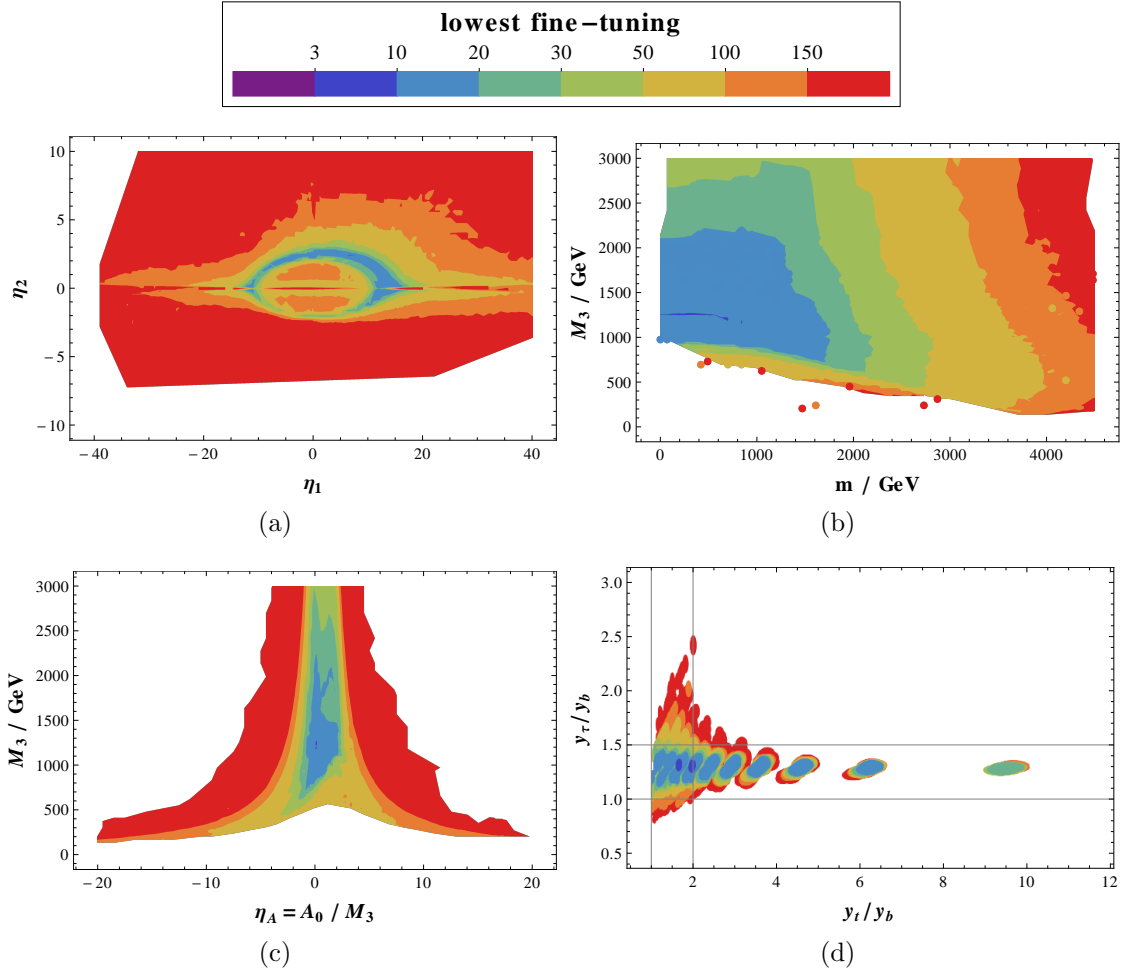 lowest fine−tuning
3 10 20 30 50 100 150
10
5
0
−5
−10
η2
−40 −20 0 20 40
η1
(a)
3000
2500
2000
1500
1000
500
0
M3 / GeV
0 1000 2000 3000 4000
m / GeV
(b)
3000
2500
2000
1500
1000
500
0
M3 / GeV
−20 −10 0 10 20
ηA = A0 / M3
(c)
3.0
2.5
2.0
1.5
1.0
0.5
yτ/yb
2 4 6 8 10 12
yt/yb
(d)